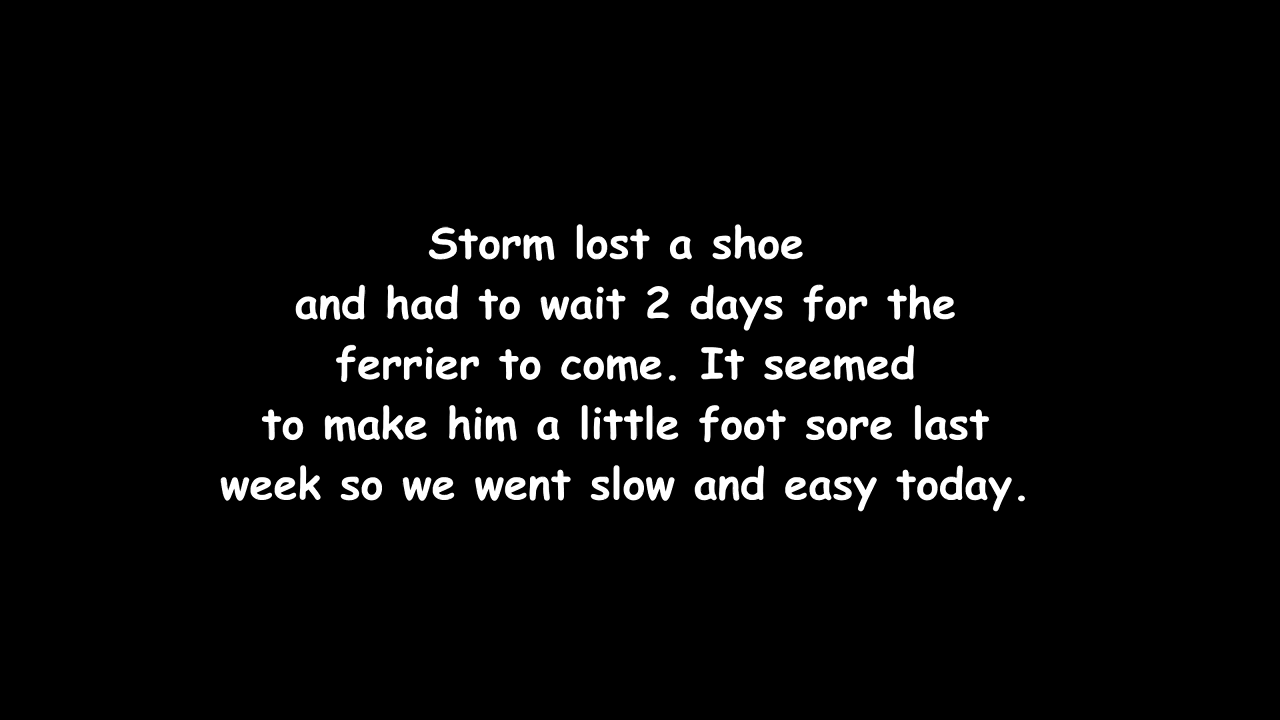 Storm lost a shoe
and had to wait 2 days for the
ferrier to come. It seemed
to make him a little foot sore last
week so we went slow and easy today.